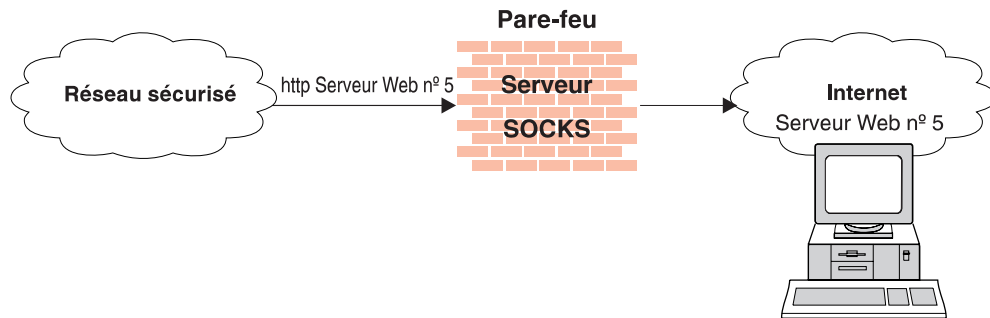 Pare-feu
Réseau sécurisé
http Serveur Web nº 5
Serveur
SOCKS
Internet
Serveur Web nº 5